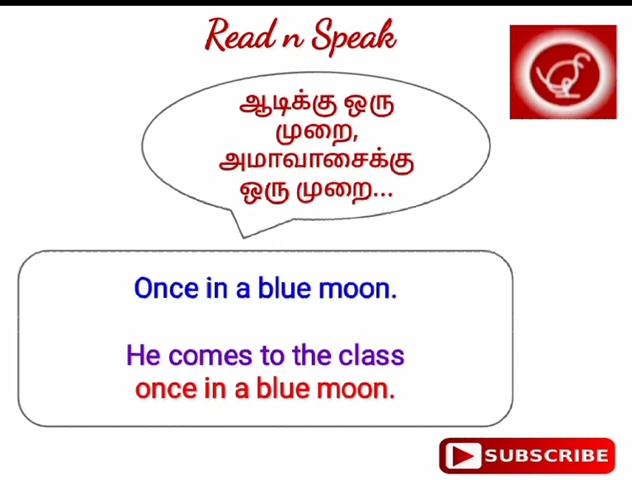 Read n Speak
ஆடிக்கு ஒரு
முறை,
அமாவாசைக்கு
ஒரு முறை...
Once in a blue moon.
He comes to the class
once in a blue moon.
SUBSCRIBE